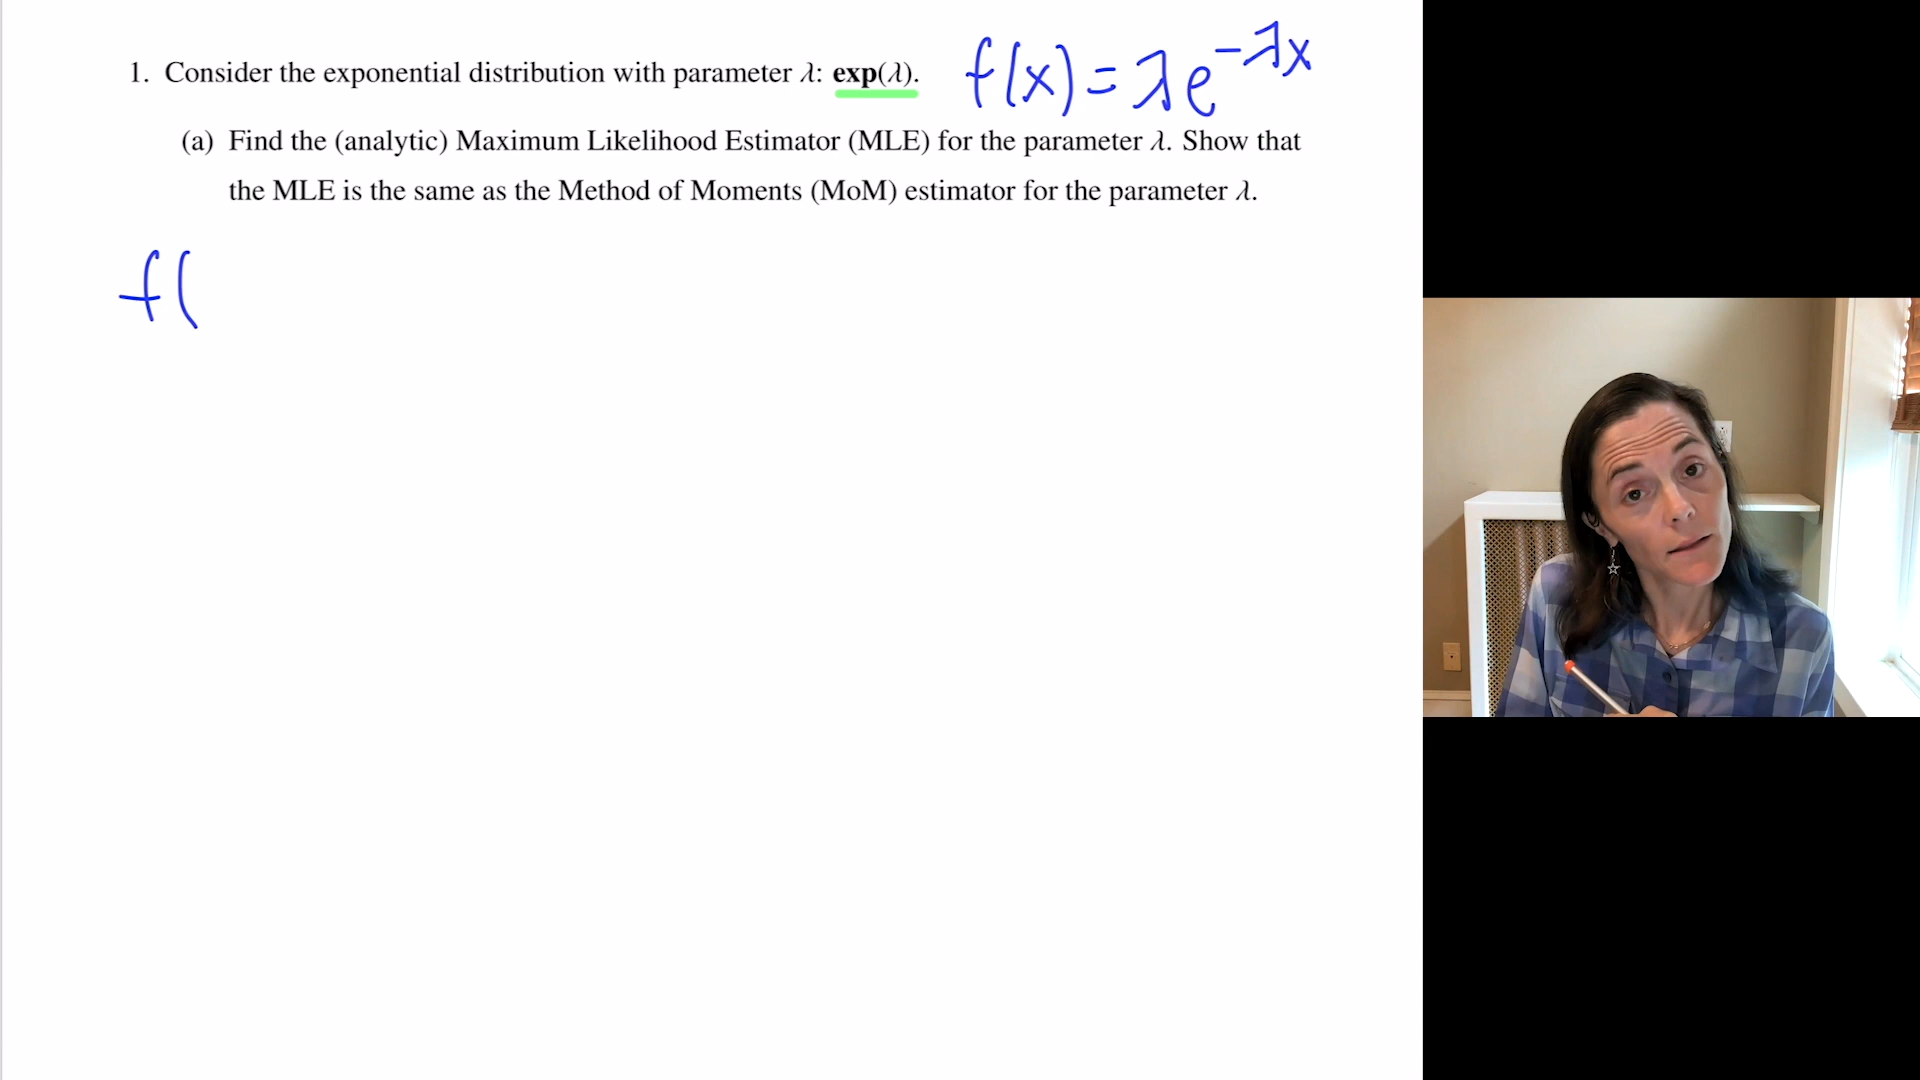 1. Consider the exponential distribution with parameter λ: exp(λ). f(x) = λe^{-λx}
(a) Find the (analytic) Maximum Likelihood Estimator (MLE) for the parameter λ. Show that
the MLE is the same as the Method of Moments (MoM) estimator for the parameter λ.
f(